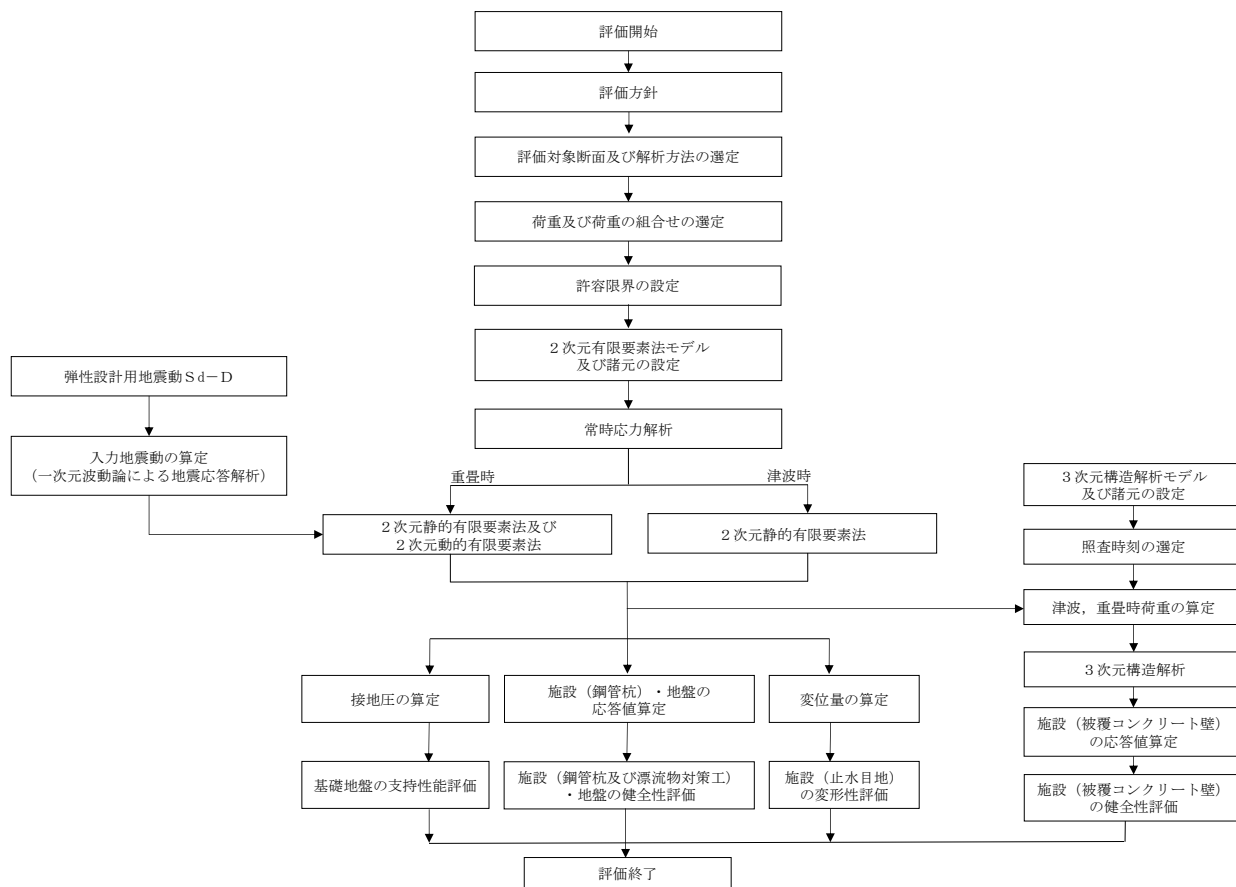 評価開始
評価方針
評価対象断面及び解析方法の選定
荷重及び荷重の組合せの選定
許容限界の設定
２次元有限要素法モデル
及び諸元の設定
弾性設計用地震動Ｓｄ－Ｄ
常時応力解析
入力地震動の算定
（一次元波動論による地震応答解析）
重畳時
津波時
３次元構造解析モデル
及び諸元の設定
２次元静的有限要素法及び
２次元動的有限要素法
２次元静的有限要素法
照査時刻の選定
津波，重畳時荷重の算定
３次元構造解析
接地圧の算定
施設（鋼管杭）・地盤の
応答値算定
変位量の算定
施設（被覆コンクリート壁）
の応答値算定
基礎地盤の支持性能評価
施設（鋼管杭及び漂流物対策工）
・地盤の健全性評価
施設（止水目地）
の変形性評価
施設（被覆コンクリート壁）
の健全性評価
評価終了